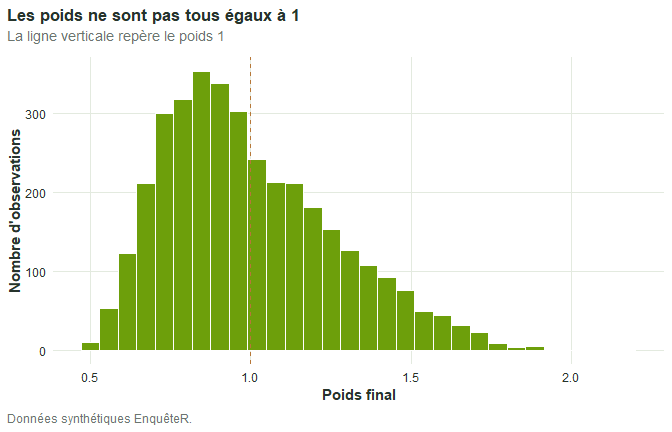 Les poids ne sont pas tous égaux à 1
La ligne verticale repère le poids 1
Nombre d'observations
300
200
100
0
0.5
1.0
1.5
2.0
Poids final
Données synthétiques EnquêteR.